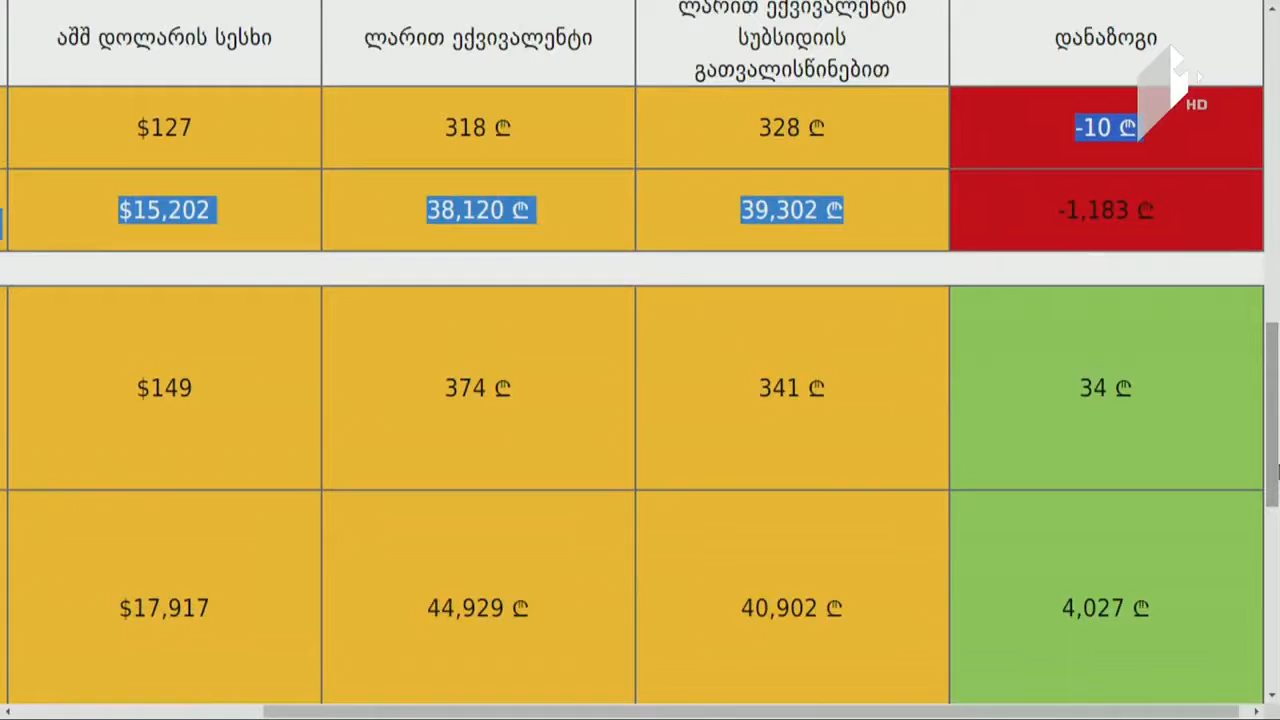 აშშ დოლარის სესხი
ლარით ექვივალენტი
ლარით ექვივალენტი
სუბსიდიის
გათვალისწინებით
დანაზოგი
HD
$127 318 ₾ 328 ₾ -10 ₾
$15,202 38,120 ₾ 39,302 ₾ -1,183 ₾
$149 374 ₾ 341 ₾ 34 ₾
$17,917 44,929 ₾ 40,902 ₾ 4,027 ₾